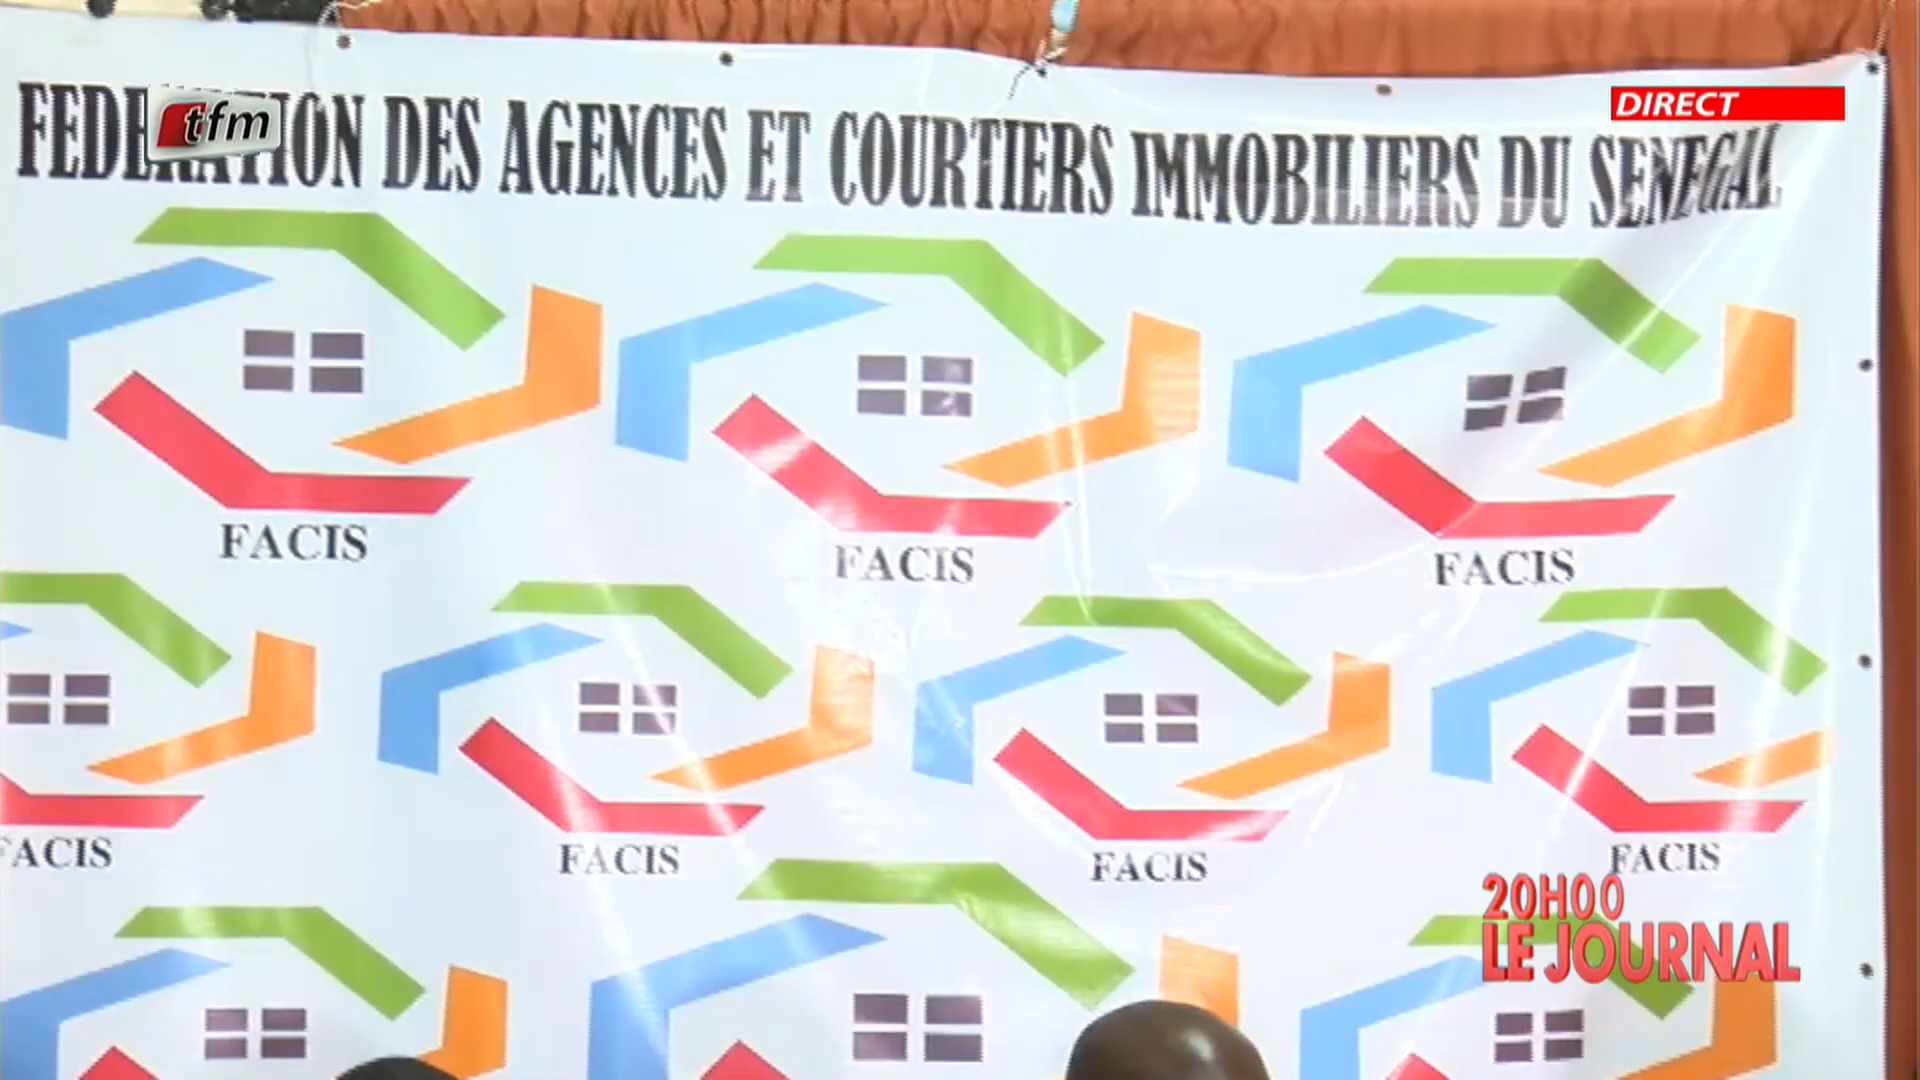 FEDERATION DES AGENCES ET COURTIERS IMMOBILIERS DU SENEGAL
tfm
DIRECT
FACIS
FACIS
FACIS
FACIS
FACIS
FACIS
FACIS
20H00
LE JOURNAL